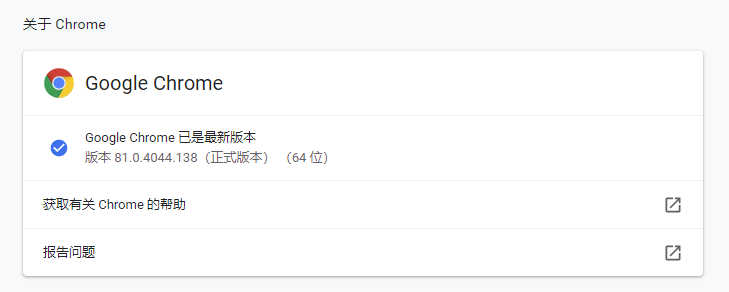 关于 Chrome
Google Chrome
Google Chrome 已是最新版本
版本 81.0.4044.138（正式版本） （64 位）
获取有关 Chrome 的帮助
报告问题